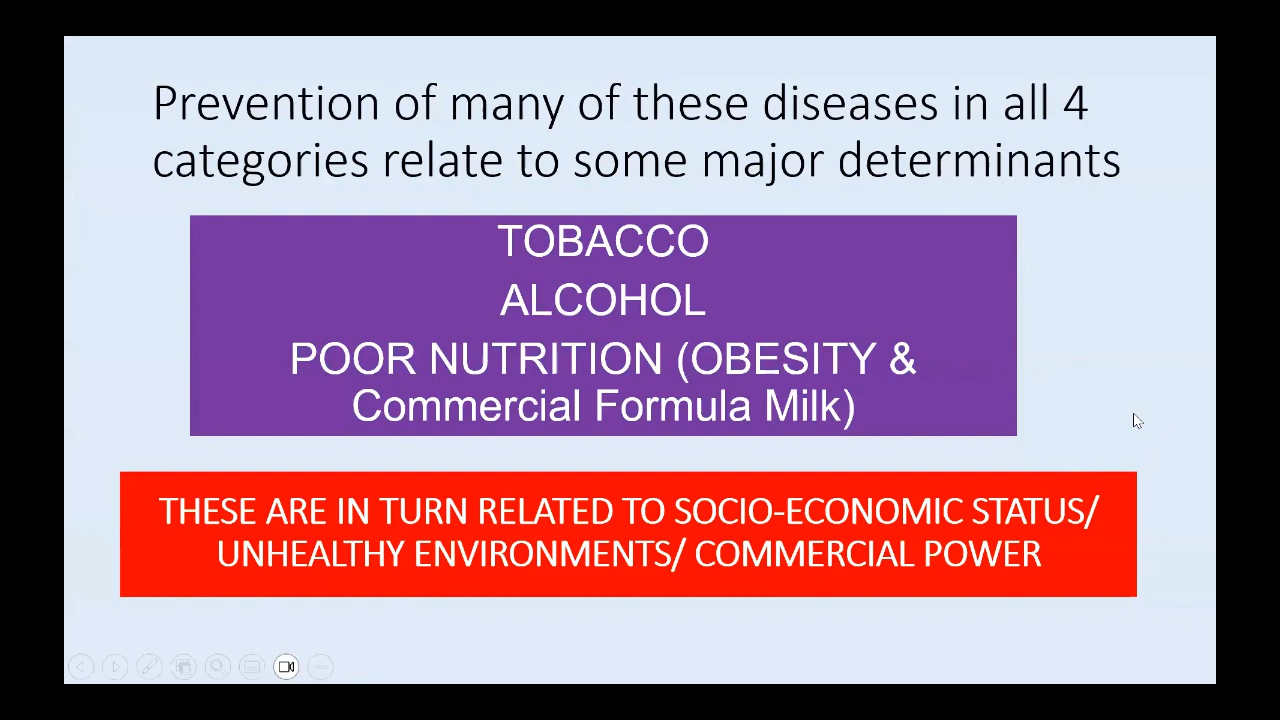 Prevention of many of these diseases in all 4
categories relate to some major determinants
TOBACCO
ALCOHOL
POOR NUTRITION (OBESITY &
Commercial Formula Milk)
THESE ARE IN TURN RELATED TO SOCIO-ECONOMIC STATUS/
UNHEALTHY ENVIRONMENTS/ COMMERCIAL POWER